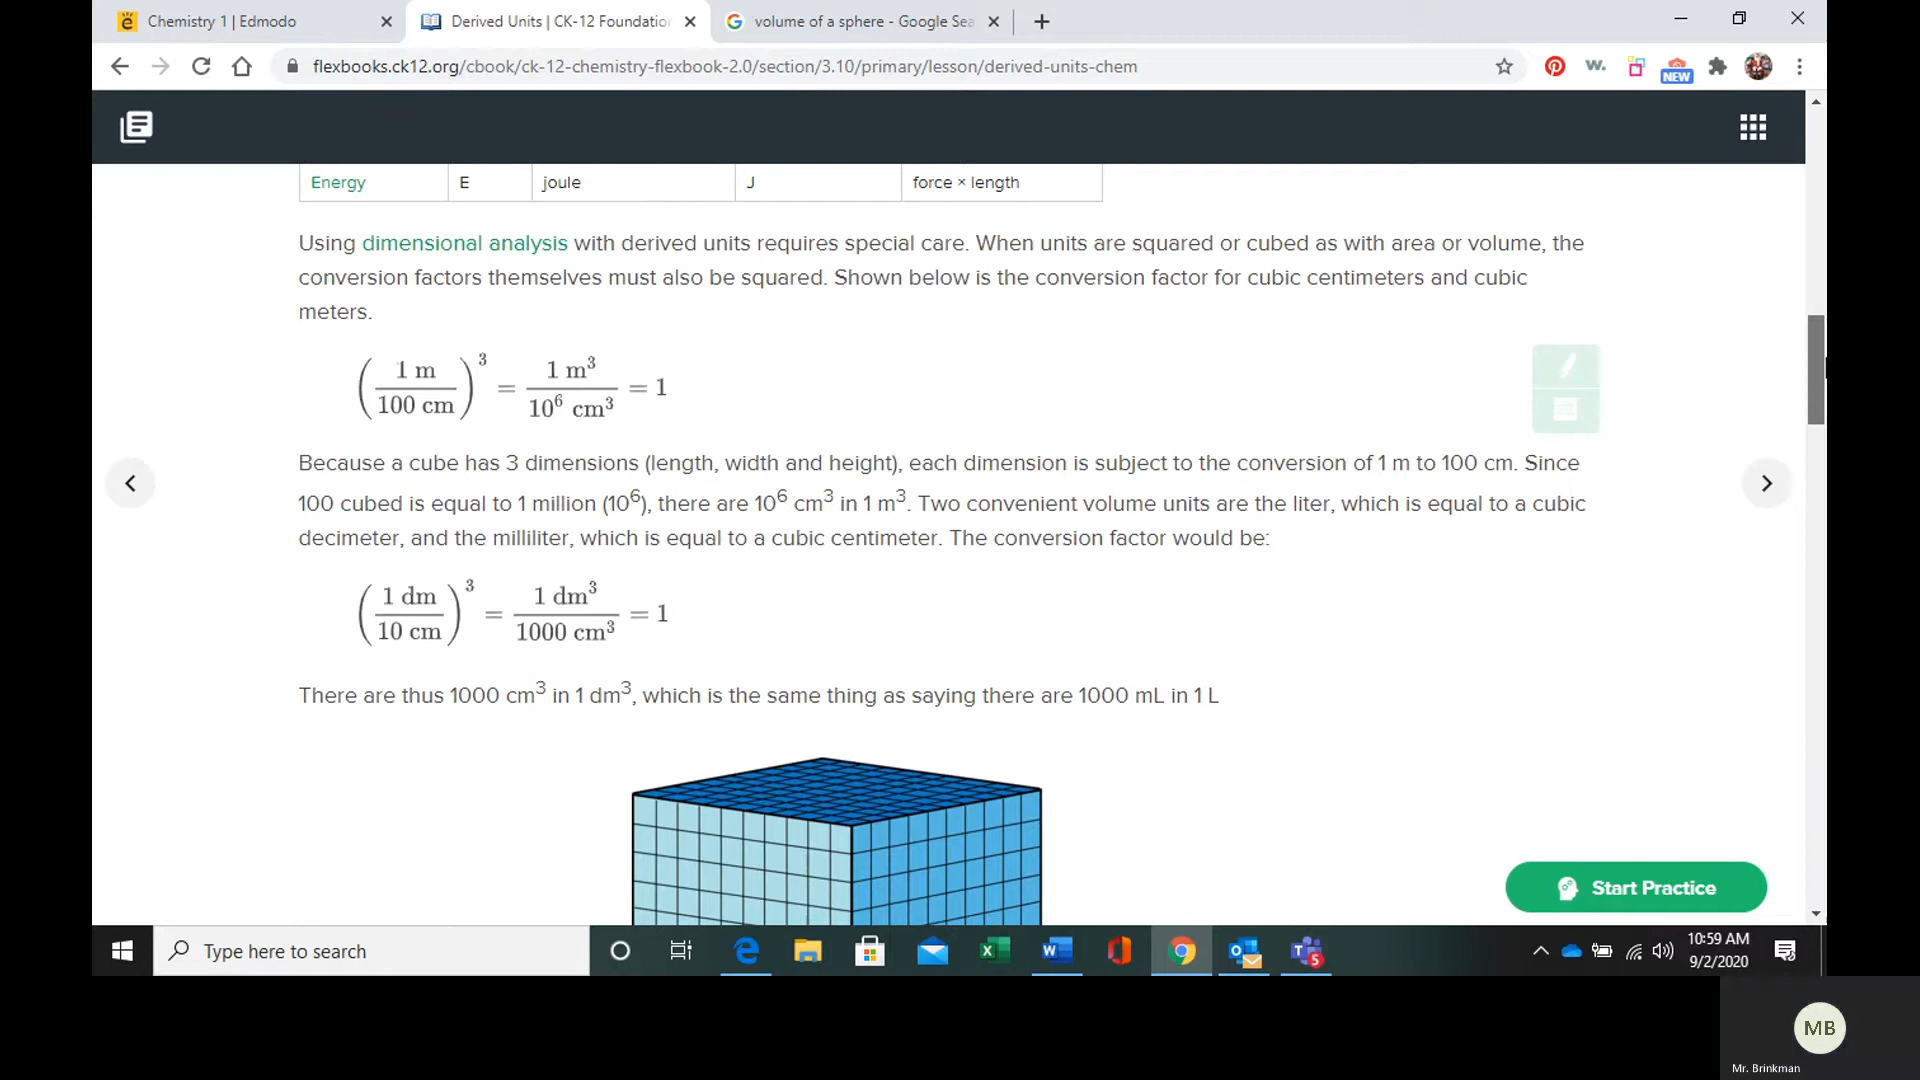 Chemistry 1 | Edmodo
Derived Units | CK-12 Foundation
volume of a sphere - Google Sea
flexbooks.ck12.org/cbook/ck-12-chemistry-flexbook-2.0/section/3.10/primary/lesson/derived-units-chem
w.
NEW
Energy E joule J force × length
Using dimensional analysis with derived units requires special care. When units are squared or cubed as with area or volume, the
conversion factors themselves must also be squared. Shown below is the conversion factor for cubic centimeters and cubic
meters.
(1 m / 100 cm)³ = 1 m³ / 10⁶ cm³ = 1
Because a cube has 3 dimensions (length, width and height), each dimension is subject to the conversion of 1 m to 100 cm. Since
100 cubed is equal to 1 million (10⁶), there are 10⁶ cm³ in 1 m³. Two convenient volume units are the liter, which is equal to a cubic
decimeter, and the milliliter, which is equal to a cubic centimeter. The conversion factor would be:
(1 dm / 10 cm)³ = 1 dm³ / 1000 cm³ = 1
There are thus 1000 cm³ in 1 dm³, which is the same thing as saying there are 1000 mL in 1 L
Start Practice
Type here to search
10:59 AM
9/2/2020
MB
Mr. Brinkman